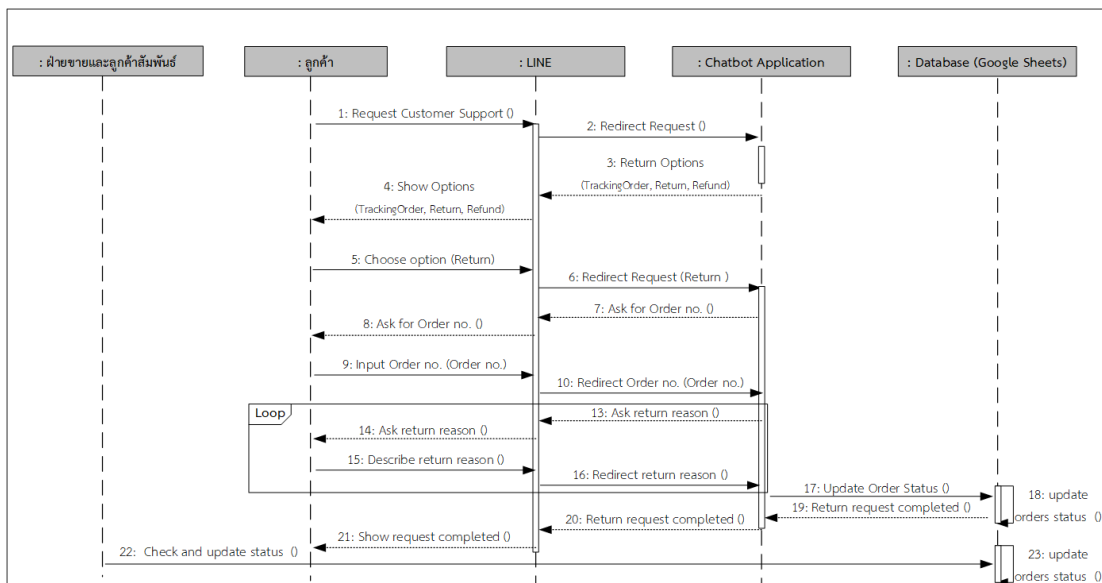 : ฝ่ายขายและลูกค้าสัมพันธ์
: ลูกค้า
: LINE
: Chatbot Application
: Database (Google Sheets)
1: Request Customer Support ()
2: Redirect Request ()
3: Return Options
(TrackingOrder, Return, Refund)
4: Show Options
(TrackingOrder, Return, Refund)
5: Choose option (Return)
6: Redirect Request (Return )
7: Ask for Order no. ()
8: Ask for Order no. ()
9: Input Order no. (Order no.)
10: Redirect Order no. (Order no.)
Loop
13: Ask return reason ()
14: Ask return reason ()
15: Describe return reason ()
16: Redirect return reason ()
17: Update Order Status ()
18: update
orders status ()
19: Return request completed ()
20: Return request completed ()
21: Show request completed ()
22: Check and update status ()
23: update
orders status ()